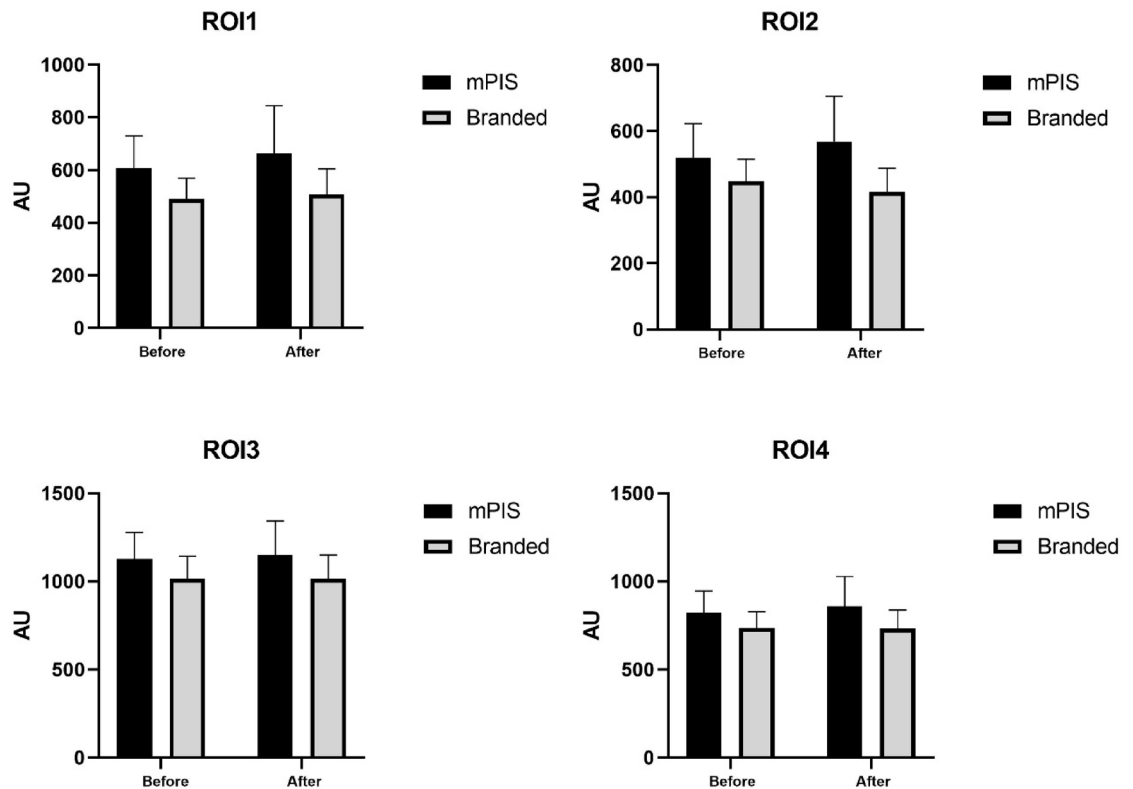 ROI1
1000
800
600
400
200
0
AU
Before After
mPIS
Branded
ROI2
800
600
400
200
0
AU
Before After
mPIS
Branded
ROI3
1500
1000
500
0
AU
Before After
mPIS
Branded
ROI4
1500
1000
500
0
AU
Before After
mPIS
Branded